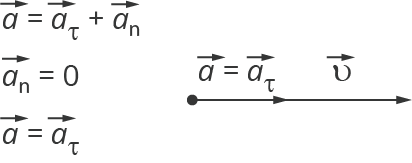 a⃗ = a⃗τ + a⃗n
a⃗n = 0
a⃗ = a⃗τ
a⃗ = a⃗τ υ⃗